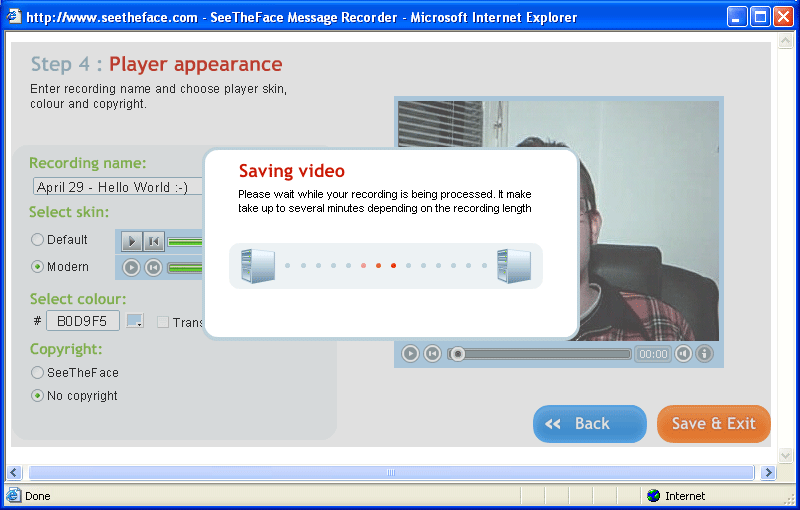 http://www.seetheface.com - SeeTheFace Message Recorder - Microsoft Internet Explorer
Step 4 : Player appearance
Enter recording name and choose player skin,
colour and copyright.
Recording name:
April 29 - Hello World :-)
Select skin:
Default
Modern
Select colour:
# B0D9F5 Trans
Copyright:
SeeTheFace
No copyright
Saving video
Please wait while your recording is being processed. It make
take up to several minutes depending on the recording length
00:00
<< Back
Save & Exit
Done
Internet